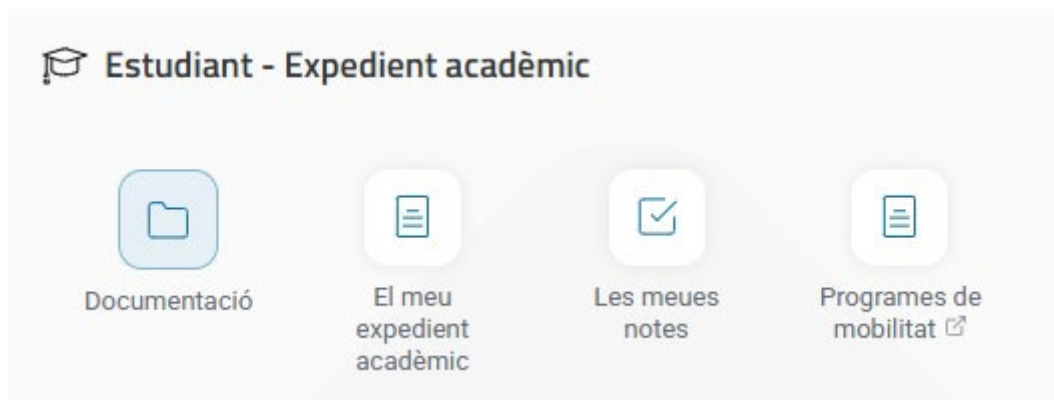 Estudiant - Expedient acadèmic
Documentació
El meu
expedient
acadèmic
Les meues
notes
Programes de
mobilitat